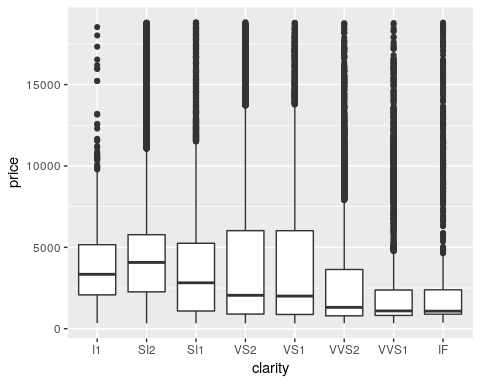 price
15000
10000
5000
0
I1 SI2 SI1 VS2 VS1 VVS2 VVS1 IF
clarity